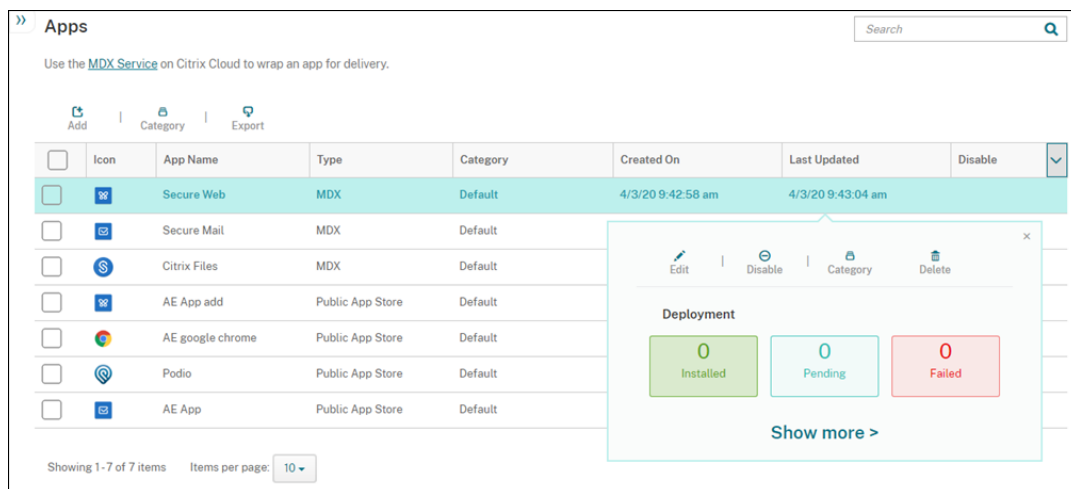 Apps
Search
Use the MDX Service on Citrix Cloud to wrap an app for delivery.
Add | Category | Export
Icon App Name Type Category Created On Last Updated Disable
Secure Web MDX Default 4/3/20 9:42:58 am 4/3/20 9:43:04 am
Secure Mail MDX Default
Citrix Files MDX Default
AE App add Public App Store Default
AE google chrome Public App Store Default
Podio Public App Store Default
AE App Public App Store Default
Edit | Disable | Category Delete
Deployment
0 0 0
Installed Pending Failed
Show more >
Showing 1 - 7 of 7 items Items per page: 10